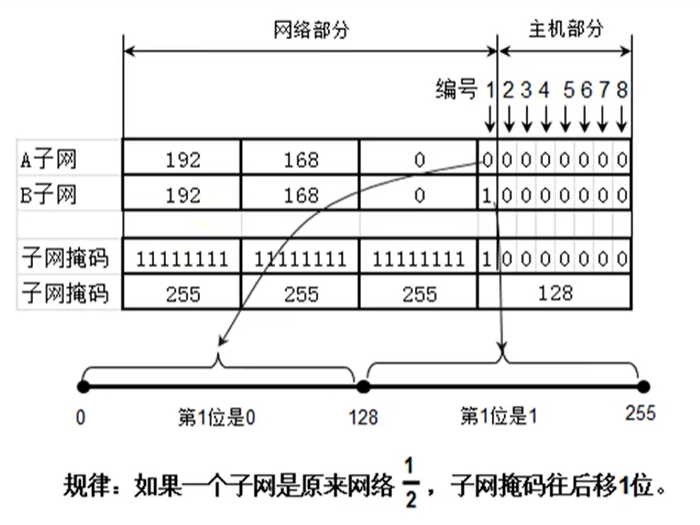 网络部分 主机部分
编号 1 2 3 4 5 6 7 8
A子网 192 168 0 0 0 0 0 0 0 0 0
B子网 192 168 0 1 0 0 0 0 0 0 0
子网掩码 11111111 11111111 11111111 1 0 0 0 0 0 0 0
子网掩码 255 255 255 128
0 第1位是0 128 第1位是1 255
规律：如果一个子网是原来网络 1/2 ，子网掩码往后移1位。